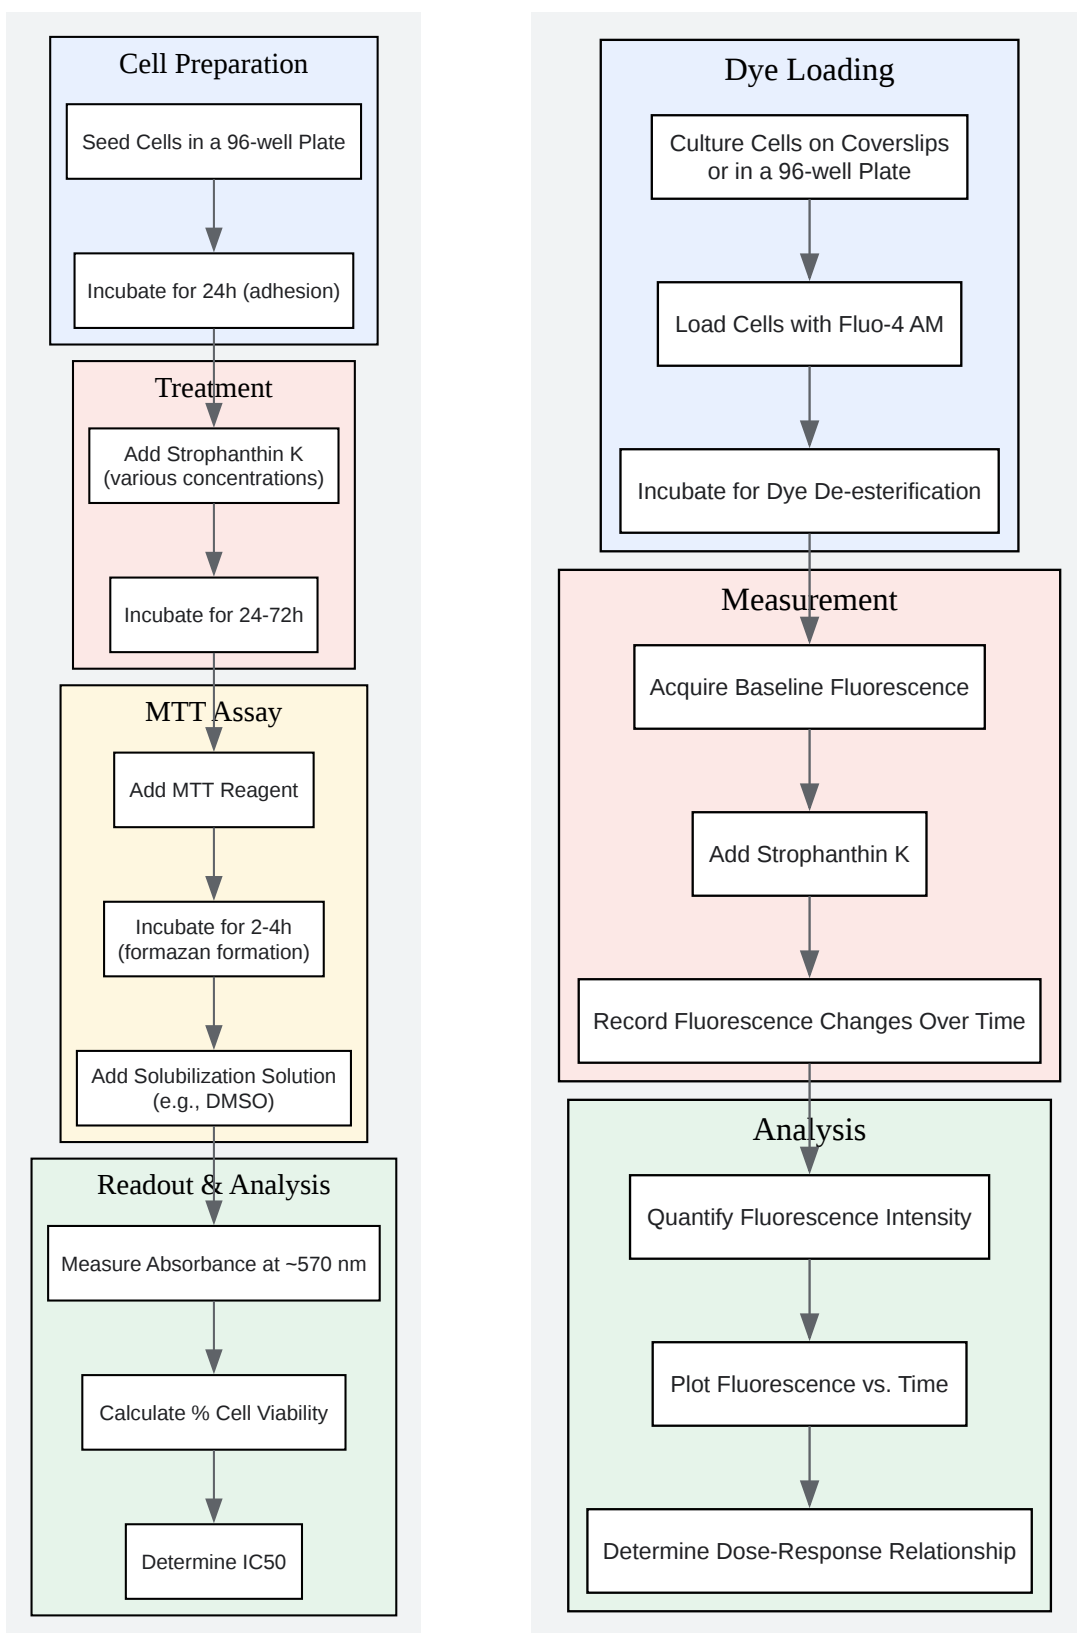 Cell Preparation
Seed Cells in a 96-well Plate
Incubate for 24h (adhesion)
Treatment
Add Strophanthin K
(various concentrations)
Incubate for 24-72h
MTT Assay
Add MTT Reagent
Incubate for 2-4h
(formazan formation)
Add Solubilization Solution
(e.g., DMSO)
Readout & Analysis
Measure Absorbance at ~570 nm
Calculate % Cell Viability
Determine IC50
Dye Loading
Culture Cells on Coverslips
or in a 96-well Plate
Load Cells with Fluo-4 AM
Incubate for Dye De-esterification
Measurement
Acquire Baseline Fluorescence
Add Strophanthin K
Record Fluorescence Changes Over Time
Analysis
Quantify Fluorescence Intensity
Plot Fluorescence vs. Time
Determine Dose-Response Relationship